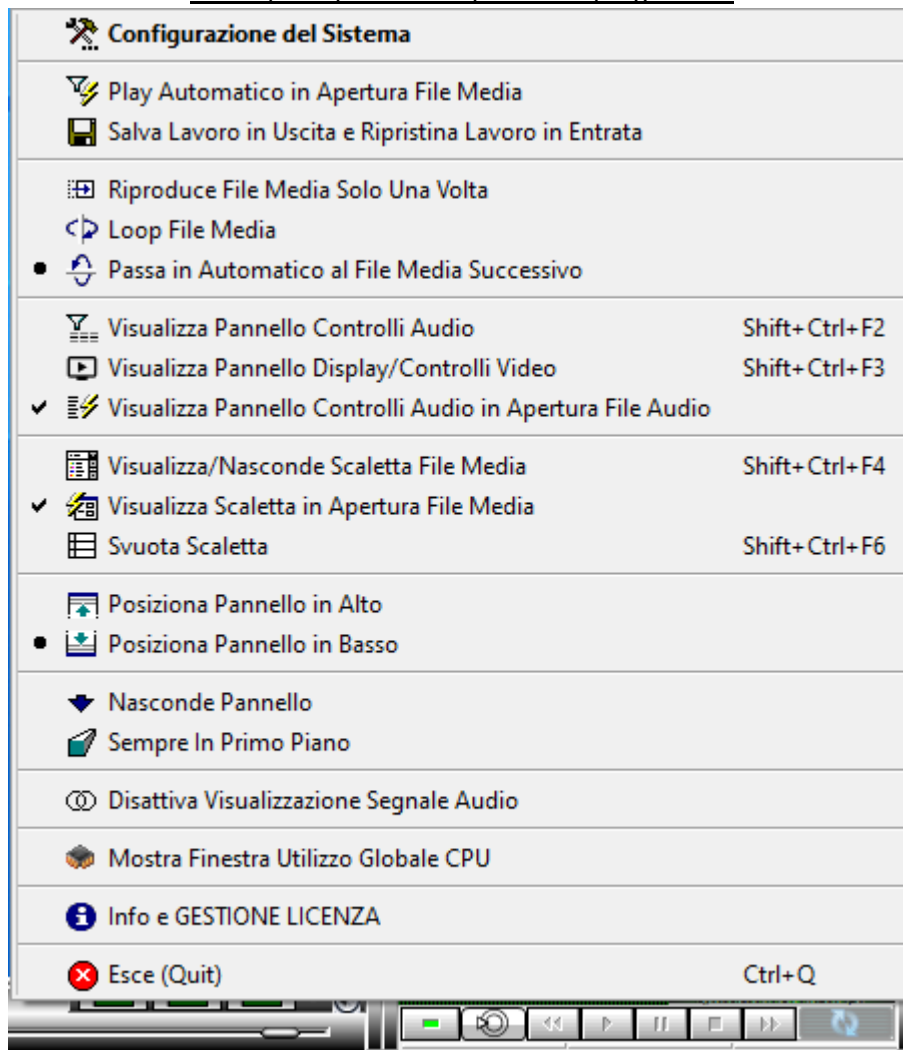 Configurazione del Sistema
Play Automatico in Apertura File Media
Salva Lavoro in Uscita e Ripristina Lavoro in Entrata
Riproduce File Media Solo Una Volta
Loop File Media
Passa in Automatico al File Media Successivo
Visualizza Pannello Controlli Audio Shift+Ctrl+F2
Visualizza Pannello Display/Controlli Video Shift+Ctrl+F3
Visualizza Pannello Controlli Audio in Apertura File Audio
Visualizza/Nasconde Scaletta File Media Shift+Ctrl+F4
Visualizza Scaletta in Apertura File Media
Svuota Scaletta Shift+Ctrl+F6
Posiziona Pannello in Alto
Posiziona Pannello in Basso
Nasconde Pannello
Sempre In Primo Piano
Disattiva Visualizzazione Segnale Audio
Mostra Finestra Utilizzo Globale CPU
Info e GESTIONE LICENZA
Esce (Quit) Ctrl+Q